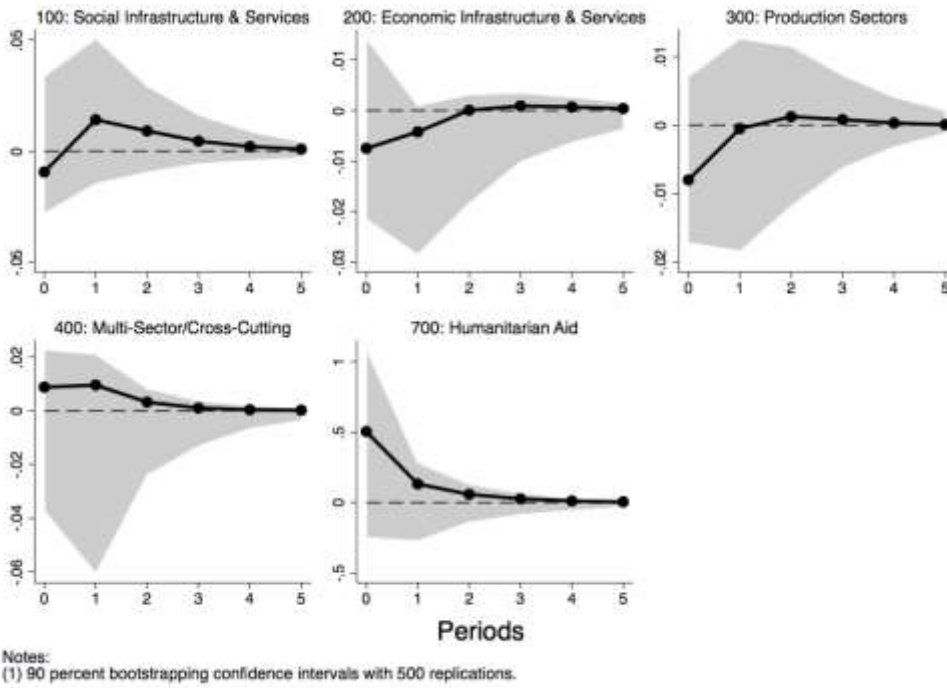 100: Social Infrastructure & Services
200: Economic Infrastructure & Services
300: Production Sectors
.05
0
-.05
0 1 2 3 4 5
.01
0
-.01
-.02
-.03
0 1 2 3 4 5
.01
0
-.01
-.02
0 1 2 3 4 5
400: Multi-Sector/Cross-Cutting
700: Humanitarian Aid
.02
0
-.02
-.04
-.06
0 1 2 3 4 5
1
.5
0
-.5
0 1 2 3 4 5
Periods
Notes:
(1) 90 percent bootstrapping confidence intervals with 500 replications.